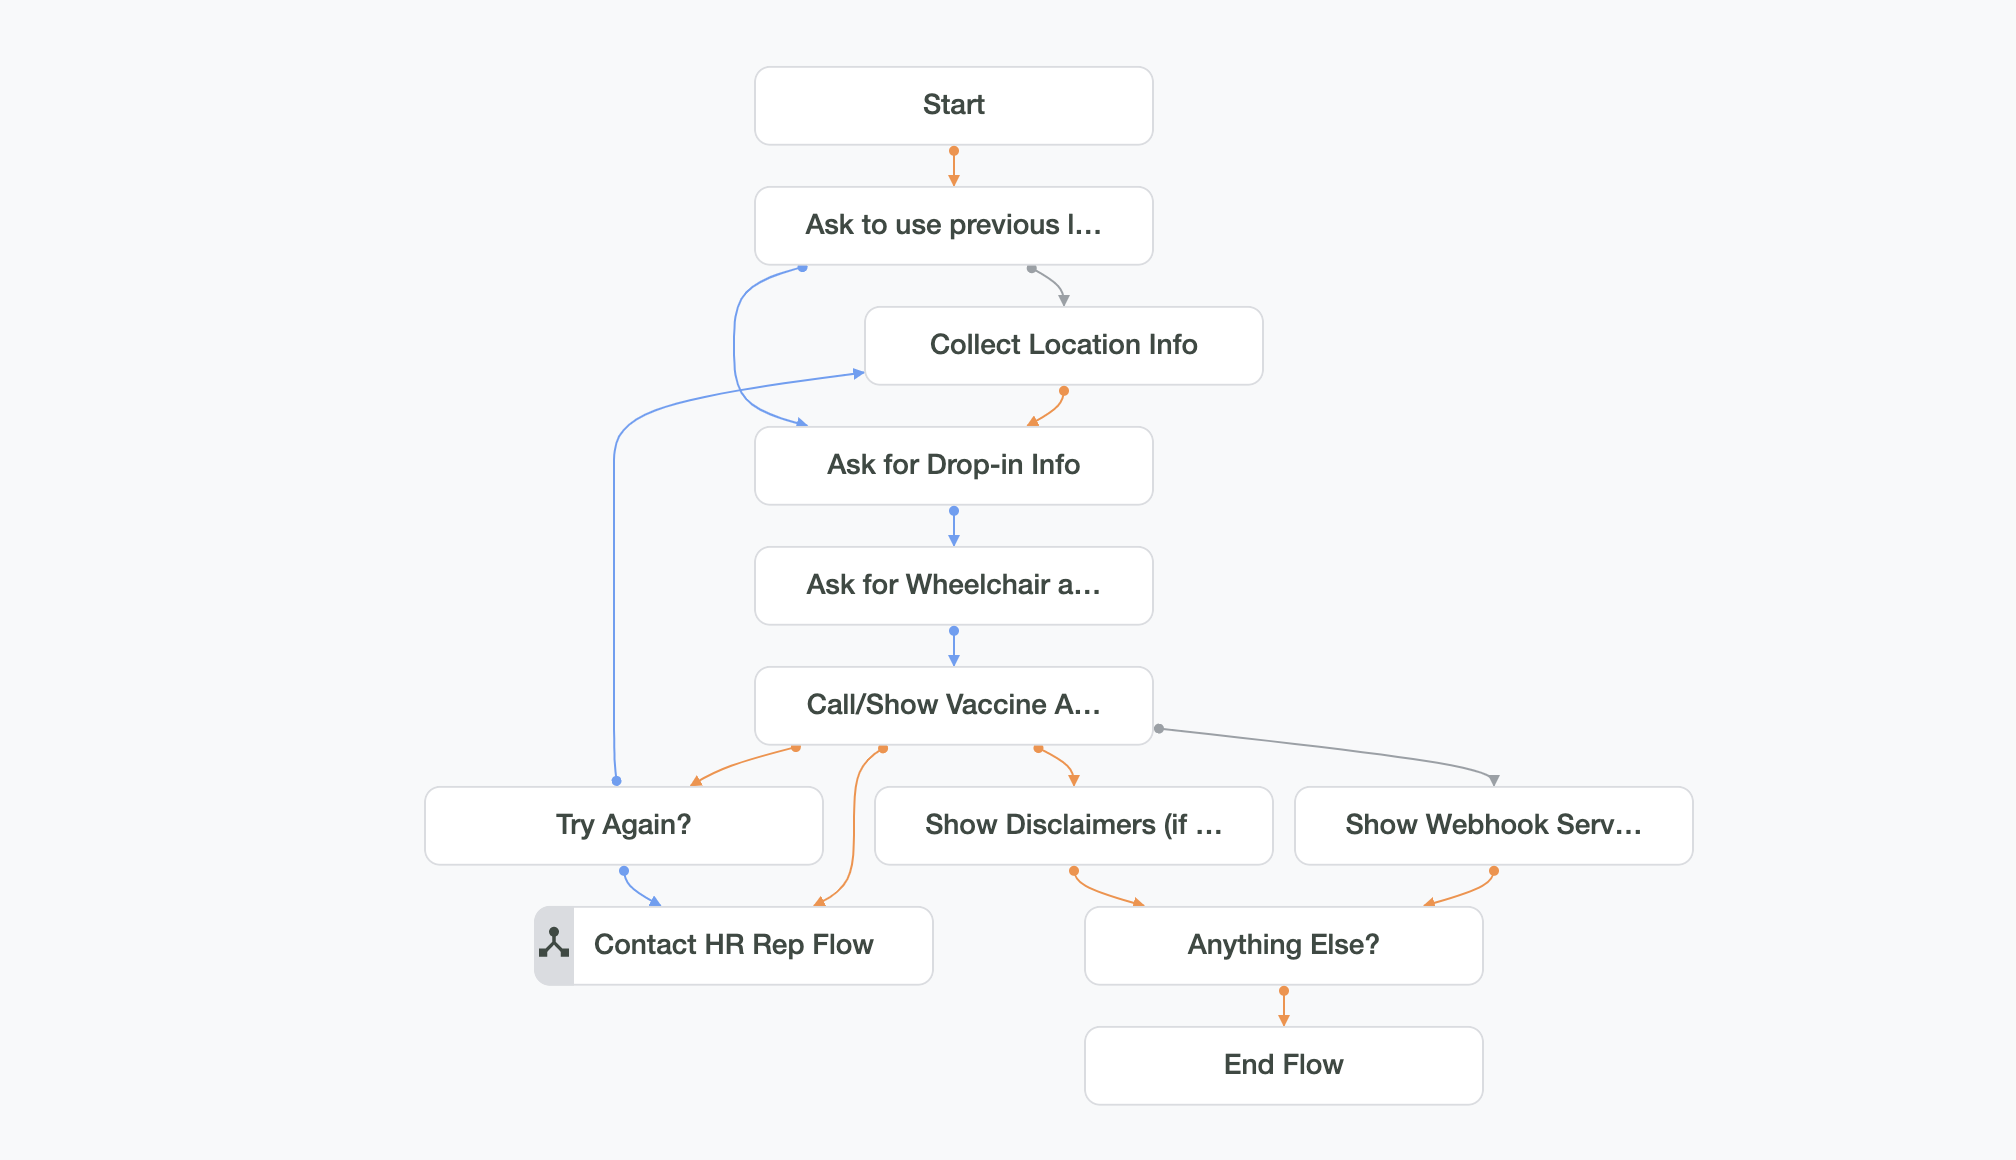 Start
Ask to use previous l...
Collect Location Info
Ask for Drop-in Info
Ask for Wheelchair a...
Call/Show Vaccine A...
Try Again?
Show Disclaimers (if ...
Show Webhook Serv...
Contact HR Rep Flow
Anything Else?
End Flow